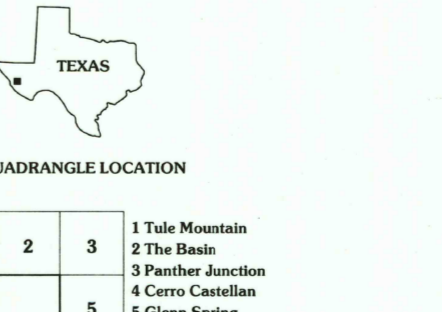 TEXAS
UADRANGLE LOCATION
2 3
5
1 Tule Mountain
2 The Basin
3 Panther Junction
4 Cerro Castellan
5 Glenn Spring